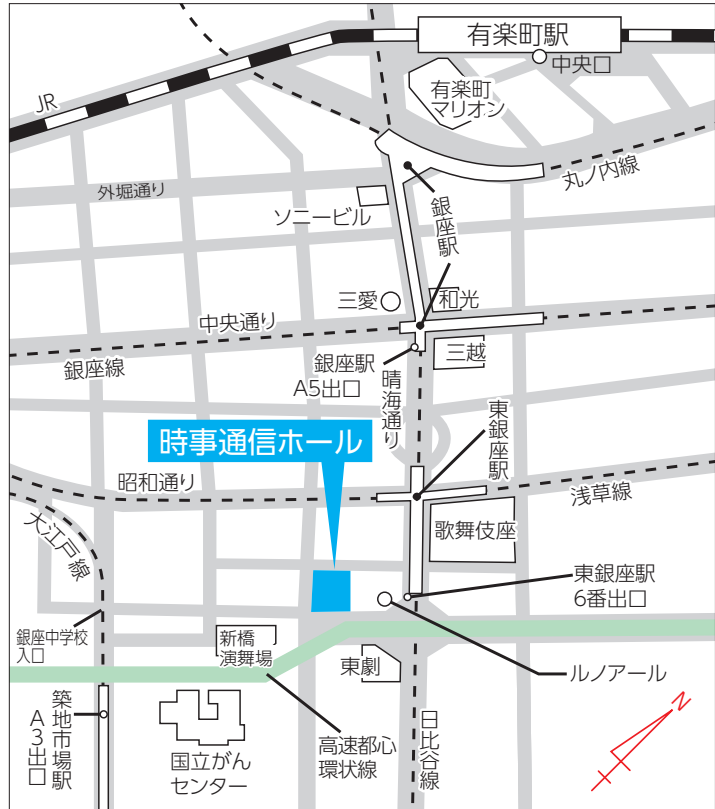 有楽町駅
中央口
JR
有楽町
マリオン
丸ノ内線
外堀通り
ソニービル
銀座駅
三愛
和光
中央通り
銀座線
銀座駅
A5出口
三越
晴海通り
時事通信ホール
東銀座駅
昭和通り
浅草線
大江戸線
歌舞伎座
東銀座駅
6番出口
銀座中学校
入口
新橋
演舞場
東劇
ルノアール
築地市場駅
A3出口
国立がん
センター
高速都心
環状線
日比谷線
N